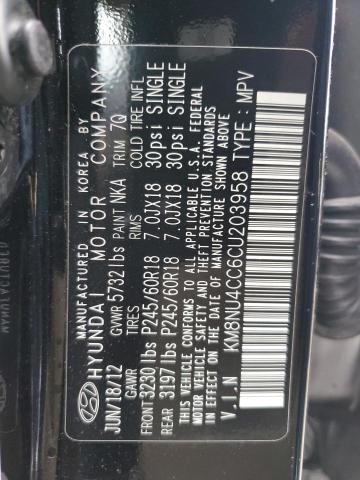 MANUFACTURED IN KOREA BY
HYUNDAI MOTOR COMPANY
JUN/18/12 GVWR 5732 lbs PAINT NKA TRIM 7Q
GAWR TIRES COLD TIRE INFL
FRONT 3230 lbs P245/60R18 7.0JX18 30psi SINGLE
REAR 3197 lbs P245/60R18 7.0JX18 30psi SINGLE
THIS VEHICLE CONFORMS TO ALL APPLICABLE U.S.A. FEDERAL
MOTOR VEHICLE SAFETY AND THEFT PREVENTION STANDARDS IN EFFECT
ON THE DATE OF MANUFACTURE SHOWN ABOVE
V.I.N KM8NU4CC6CU203958 TYPE : MPV